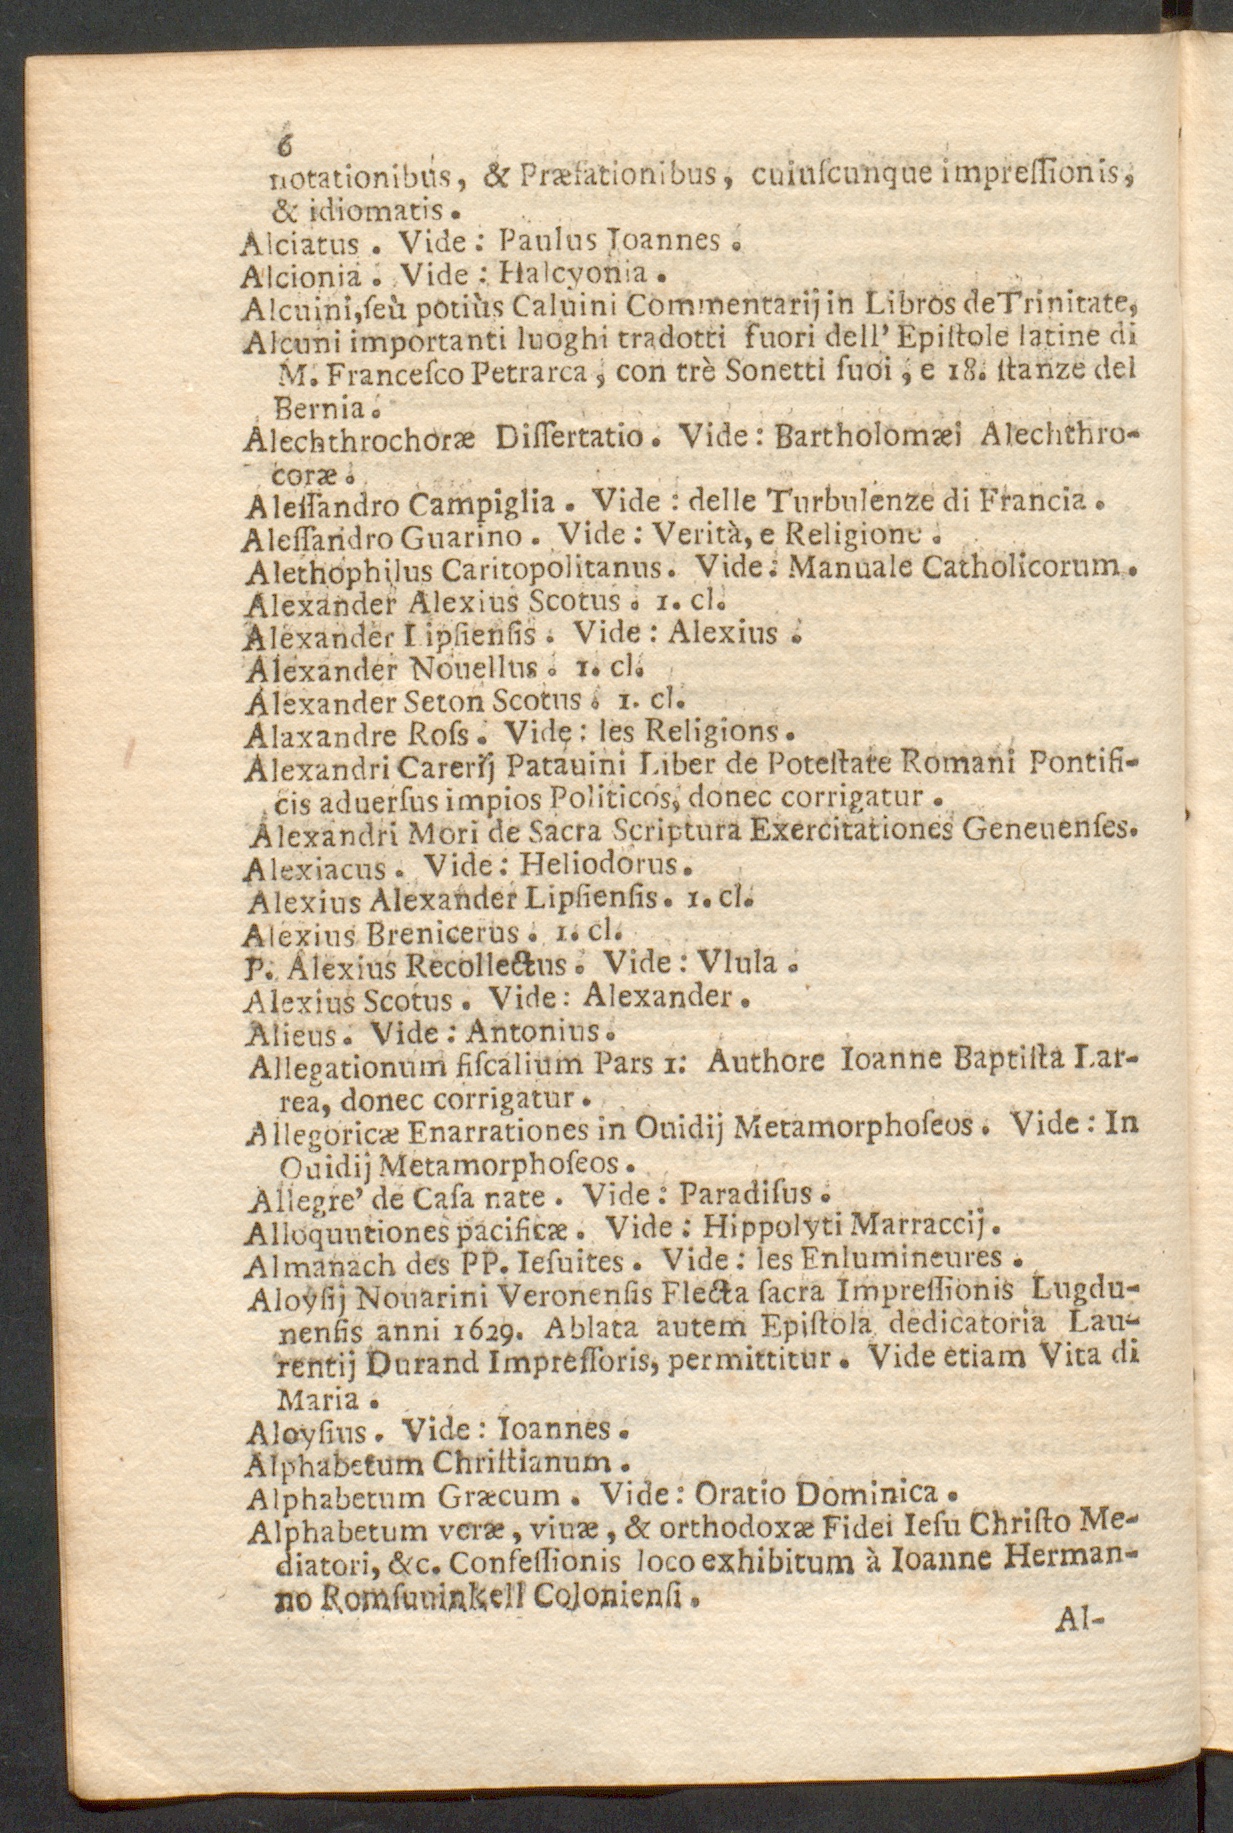 6
notationibus, & Præfationibus, cuiuſcunque impreſſionis,
& idiomatis.
Alciatus. Vide: Paulus Ioannes.
Alcionia. Vide: Halcyonia.
Alcuini, ſeù potiùs Caluini Commentarij in Libros de Trinitate,
Alcuni importanti luoghi tradotti fuori dell' Epiſtole latine di
M. Franceſco Petrarca, con trè Sonetti ſuoi, e 18. ſtanze del
Bernia.
Alechthrochoræ Diſſertatio. Vide: Bartholomæi Alechthro-
coræ.
Aleſſandro Campiglia. Vide: delle Turbulenze di Francia.
Aleſſandro Guarino. Vide: Verità, e Religione.
Alethophilus Caritopolitanus. Vide: Manuale Catholicorum.
Alexander Alexius Scotus. 1. cl.
Alexander Lipſienſis. Vide: Alexius.
Alexander Nouellus. 1. cl.
Alexander Seton Scotus. 1. cl.
Alaxandre Roſs. Vide: les Religions.
Alexandri Carerij Patauini Liber de Poteſtate Romani Pontifi-
cis aduerſus impios Politicos, donec corrigatur.
Alexandri Mori de Sacra Scriptura Exercitationes Geneuenſes.
Alexiacus. Vide: Heliodorus.
Alexius Alexander Lipſienſis. 1. cl.
Alexius Brenicerus. 1. cl.
P. Alexius Recollectus. Vide: Vlula.
Alexius Scotus. Vide: Alexander.
Alieus. Vide: Antonius.
Allegationum fiſcalium Pars 1: Authore Ioanne Baptiſta Lar-
rea, donec corrigatur.
Allegoricæ Enarrationes in Ouidij Metamorphoſeos. Vide: In
Ouidij Metamorphoſeos.
Allegre' de Caſa nate. Vide: Paradiſus.
Alloquutiones pacificæ. Vide: Hippolyti Marraccij.
Almanach des PP. Ieſuites. Vide: les Enlumineures.
Aloyſij Nouarini Veronenſis Electa ſacra Impreſſionis Lugdu-
nenſis anni 1629. Ablata autem Epiſtola dedicatoria Lau-
rentij Durand Impreſſoris, permittitur. Vide etiam Vita di
Maria.
Aloyſius. Vide: Ioannes.
Alphabetum Chriſtianum.
Alphabetum Græcum. Vide: Oratio Dominica.
Alphabetum veræ, viuæ, & orthodoxæ Fidei Ieſu Chriſto Me-
diatori, &c. Confeſſionis loco exhibitum à Ioanne Herman-
no Romſuuinkell Colonienſi.
Al-